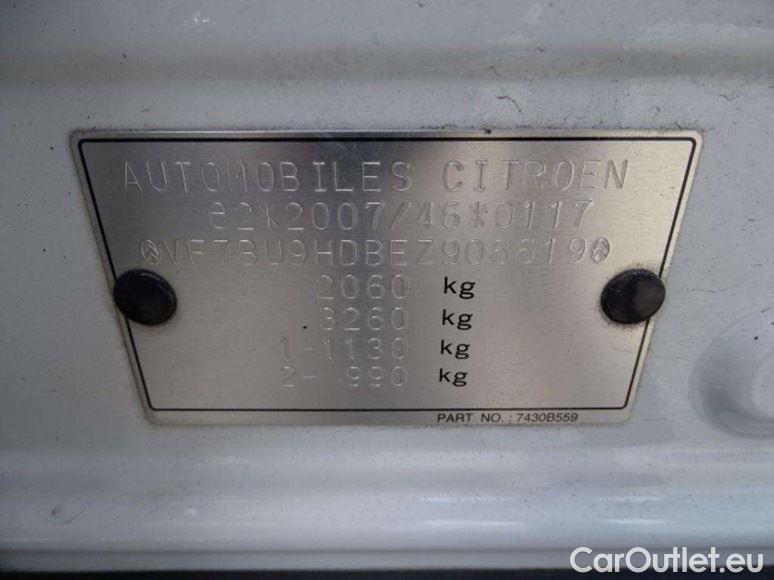 AUTOMOBILES CITROEN
e2*2007/46*0117
VF7BU9HDBEZ905619
2060 kg
3260 kg
1-1130 kg
2- 990 kg
PART NO. : 7430B559
CarOutlet.eu